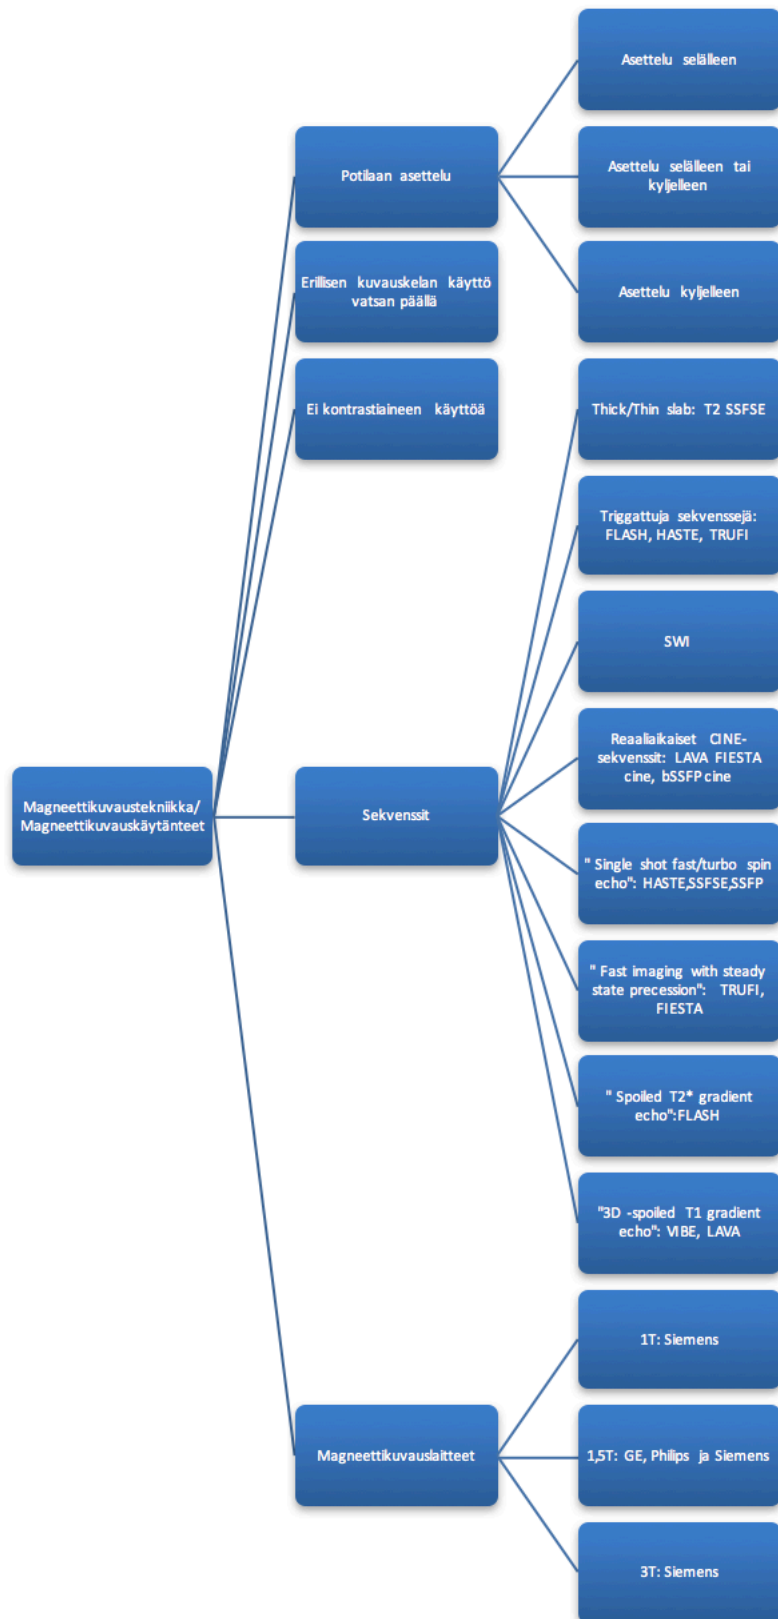 Magneettikuvaustekniikka/
Magneettikuvauskäytänteet
Potilaan asettelu
Asettelu selälleen
Asettelu selälleen tai
kyljelleen
Asettelu kyljelleen
Erillisen kuvauskelan käyttö
vatsan päällä
Ei kontrastiaineen käyttöä
Sekvenssit
Thick/Thin slab: T2 SSFSE
Triggattuja sekvenssejä:
FLASH, HASTE, TRUFI
SWI
Reaaliaikaiset CINE-
sekvenssit: LAVA FIESTA
cine, bSSFP cine
" Single shot fast/turbo spin
echo": HASTE,SSFSE,SSFP
" Fast imaging with steady
state precession": TRUFI,
FIESTA
" Spoiled T2* gradient
echo":FLASH
"3D -spoiled T1 gradient
echo": VIBE, LAVA
Magneettikuvauslaitteet
1T: Siemens
1,5T: GE, Philips ja Siemens
3T: Siemens